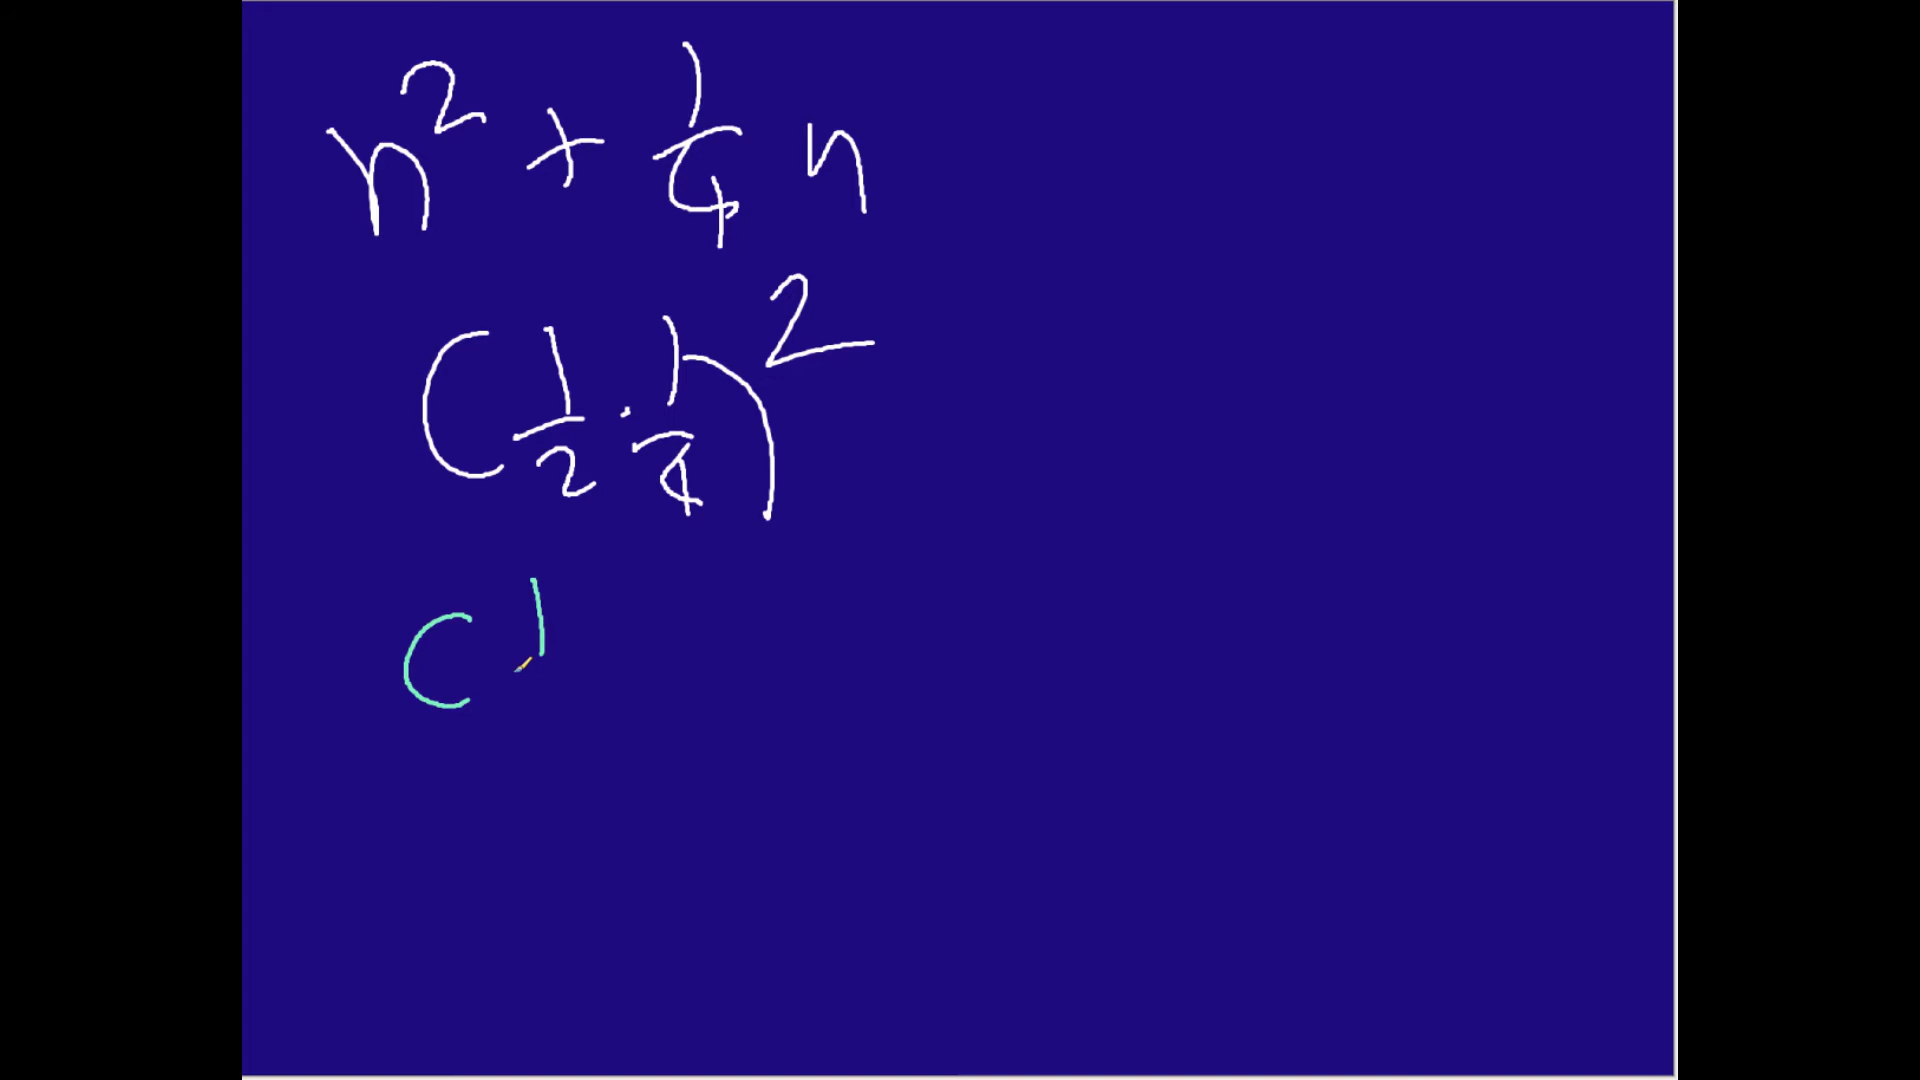 n² + 1/4 n
(1/2 · 1/4)²
(1